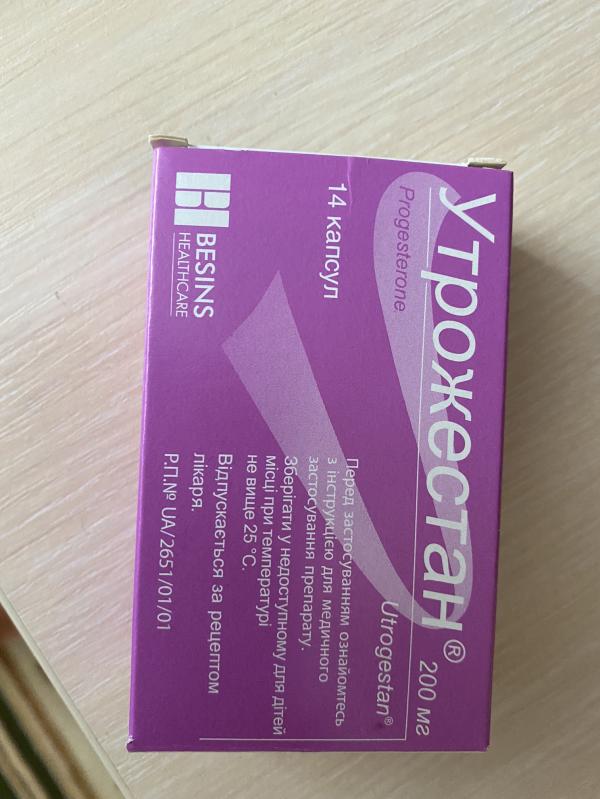 Утрожестан® 200 мг
Progesterone
Utrogestan®
14 капсул
Перед застосуванням ознайомтесь
з інструкцією для медичного
застосування препарату.
Зберігати у недоступному для дітей
місці при температурі
не вище 25 °C.
Відпускається за рецептом
лікаря.
Р.П.№ UA/2651/01/01
BESINS
HEALTHCARE